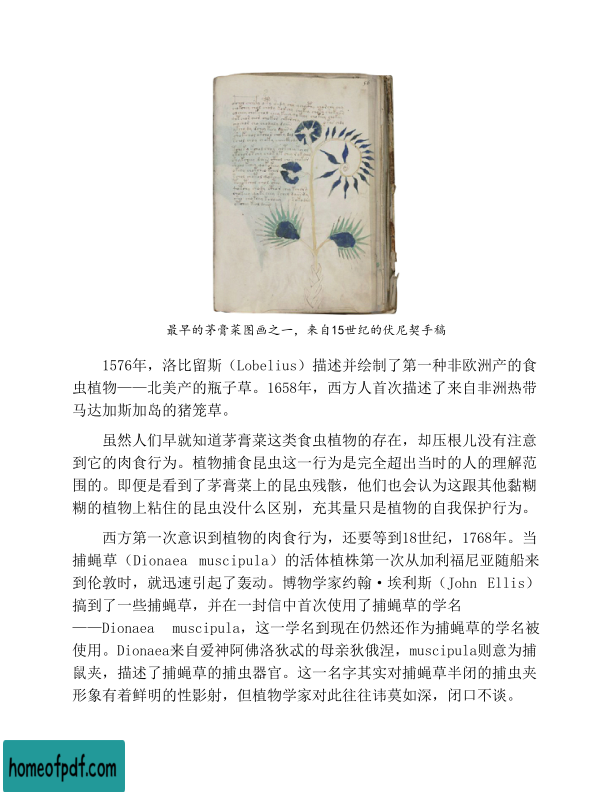 最早的茅膏菜图画之一，来自15世纪的伏尼契手稿
1576年，洛比留斯（Lobelius）描述并绘制了第一种非欧洲产的食
虫植物——北美产的瓶子草。1658年，西方人首次描述了来自非洲热带
马达加斯加岛的猪笼草。
虽然人们早就知道茅膏菜这类食虫植物的存在，却压根儿没有注意
到它的肉食行为。植物捕食昆虫这一行为是完全超出当时的人的理解范
围的。即便是看到了茅膏菜上的昆虫残骸，他们也会认为这跟其他黏糊
糊的植物上粘住的昆虫没什么区别，充其量只是植物的自我保护行为。
西方第一次意识到植物的肉食行为，还要等到18世纪，1768年。当
捕蝇草（Dionaea muscipula）的活体植株第一次从加利福尼亚随船来
到伦敦时，就迅速引起了轰动。博物学家约翰·埃利斯（John Ellis）
搞到了一些捕蝇草，并在一封信中首次使用了捕蝇草的学名
——Dionaea muscipula，这一学名到现在仍然还作为捕蝇草的学名被
使用。Dionaea来自爱神阿佛洛狄忒的母亲狄俄涅，muscipula则意为捕
鼠夹，描述了捕蝇草的捕虫器官。这一名字其实对捕蝇草半闭的捕虫夹
形象有着鲜明的性影射，但植物学家对此往往讳莫如深，闭口不谈。
homeofpdf.com